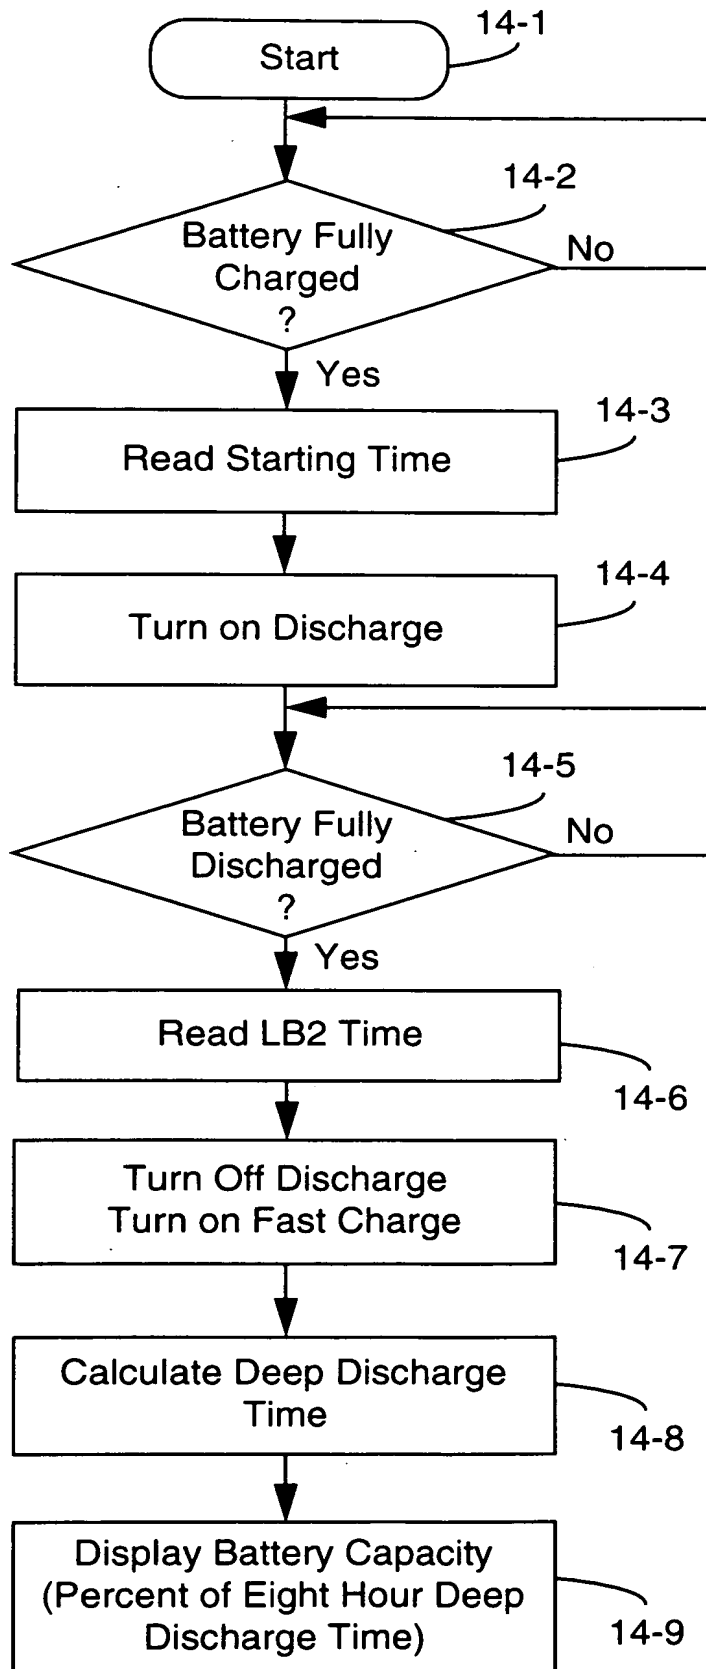 14-1
Start
14-2
Battery Fully
Charged
?
No
Yes
14-3
Read Starting Time
14-4
Turn on Discharge
14-5
Battery Fully
Discharged
?
No
Yes
Read LB2 Time
14-6
Turn Off Discharge
Turn on Fast Charge
14-7
Calculate Deep Discharge
Time
14-8
Display Battery Capacity
(Percent of Eight Hour Deep
Discharge Time)
14-9